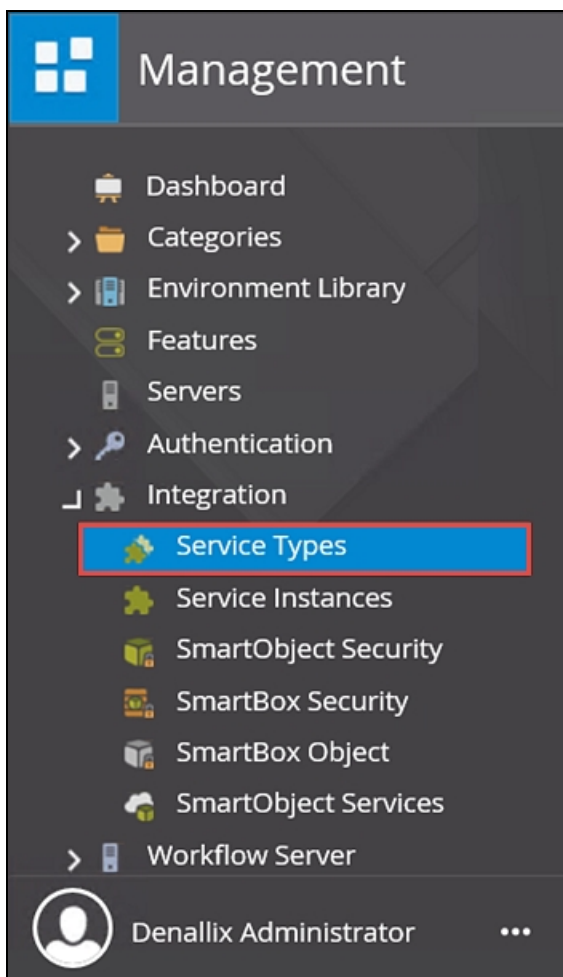 Management
Dashboard
Categories
Environment Library
Features
Servers
Authentication
Integration
Service Types
Service Instances
SmartObject Security
SmartBox Security
SmartBox Object
SmartObject Services
Workflow Server
Denallix Administrator